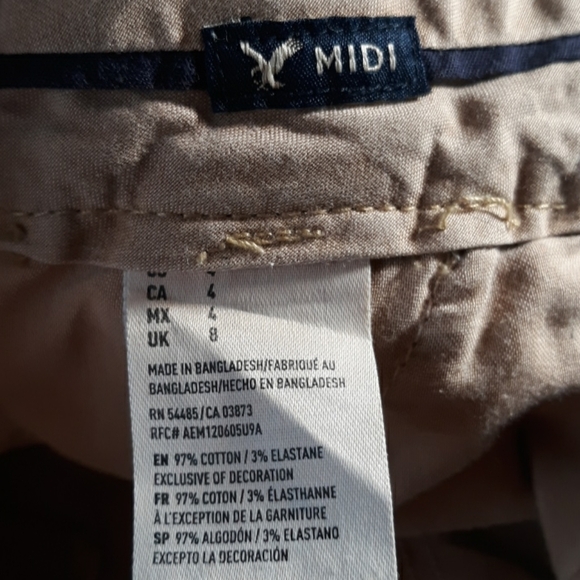 MIDI
CA 4
MX 4
UK 8
MADE IN BANGLADESH/FABRIQUÉ AU
BANGLADESH/HECHO EN BANGLADESH
RN 54485/CA 03873
RFC# AEM120605U9A
EN 97% COTTON / 3% ELASTANE
EXCLUSIVE OF DECORATION
FR 97% COTON / 3% ÉLASTHANNE
À L'EXCEPTION DE LA GARNITURE
SP 97% ALGODÓN / 3% ELASTANO
EXCEPTO LA DECORACIÓN